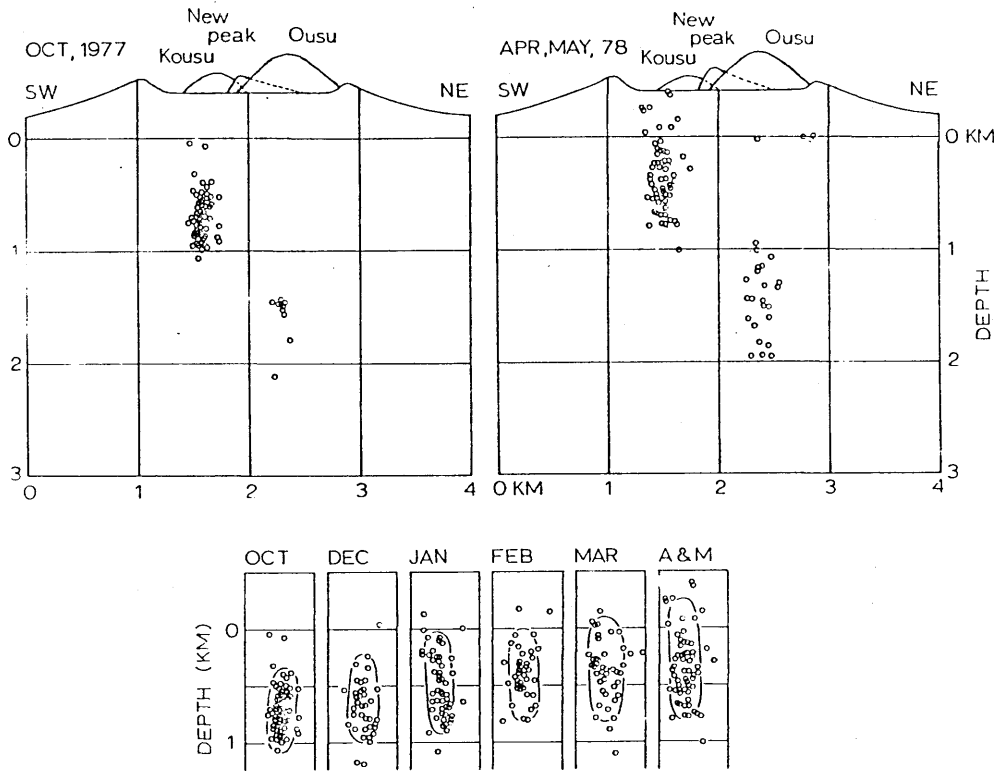 OCT, 1977
New
peak
Kousu
Ousu
SW
NE
0
1
2
3
0
1
2
3
4
APR, MAY, 78
New
peak
Kousu
Ousu
SW
NE
0 KM
1
2
3
DEPTH
0 KM
1
2
3
4
OCT
DEC
JAN
FEB
MAR
A & M
DEPTH (KM)
0
1